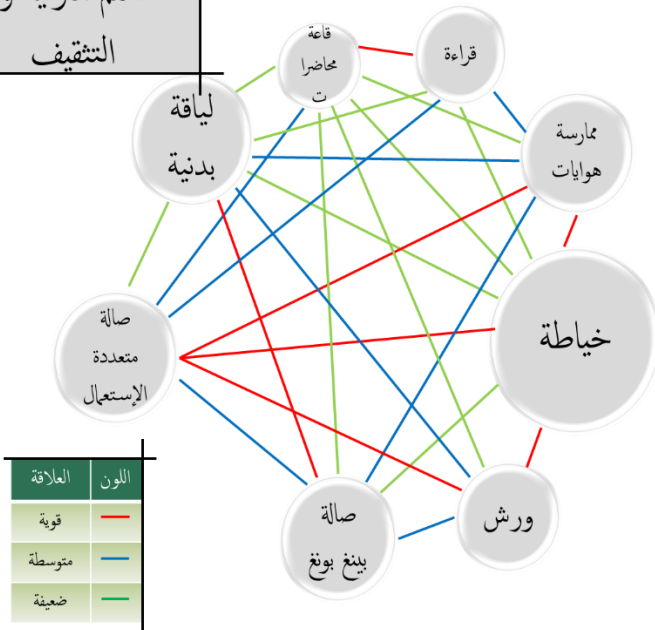 التثقيف
قاعة
محاضرا
ت
قراءة
لياقة
بدنية
ممارسة
هوايات
خياطة
صالة
متعددة
الإستعمال
صالة
بينغ بونغ
ورش
اللون العلاقة
قوية
متوسطة
ضعيفة